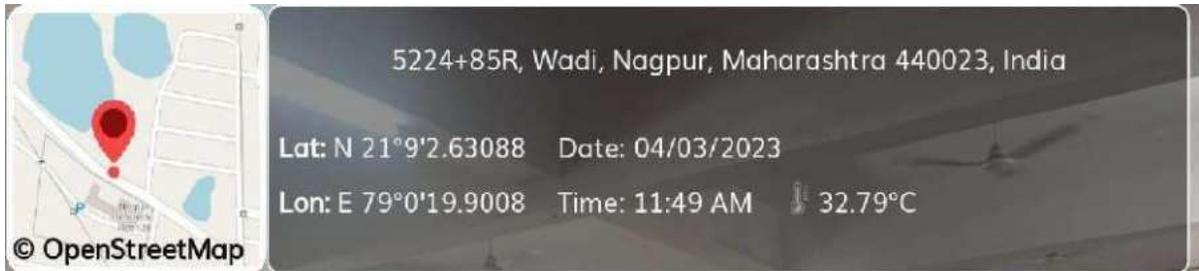 5224+85R, Wadi, Nagpur, Maharashtra 440023, India
Lat: N 21°9'2.63088 Date: 04/03/2023
Lon: E 79°0'19.9008 Time: 11:49 AM 32.79°C
P
© OpenStreetMap